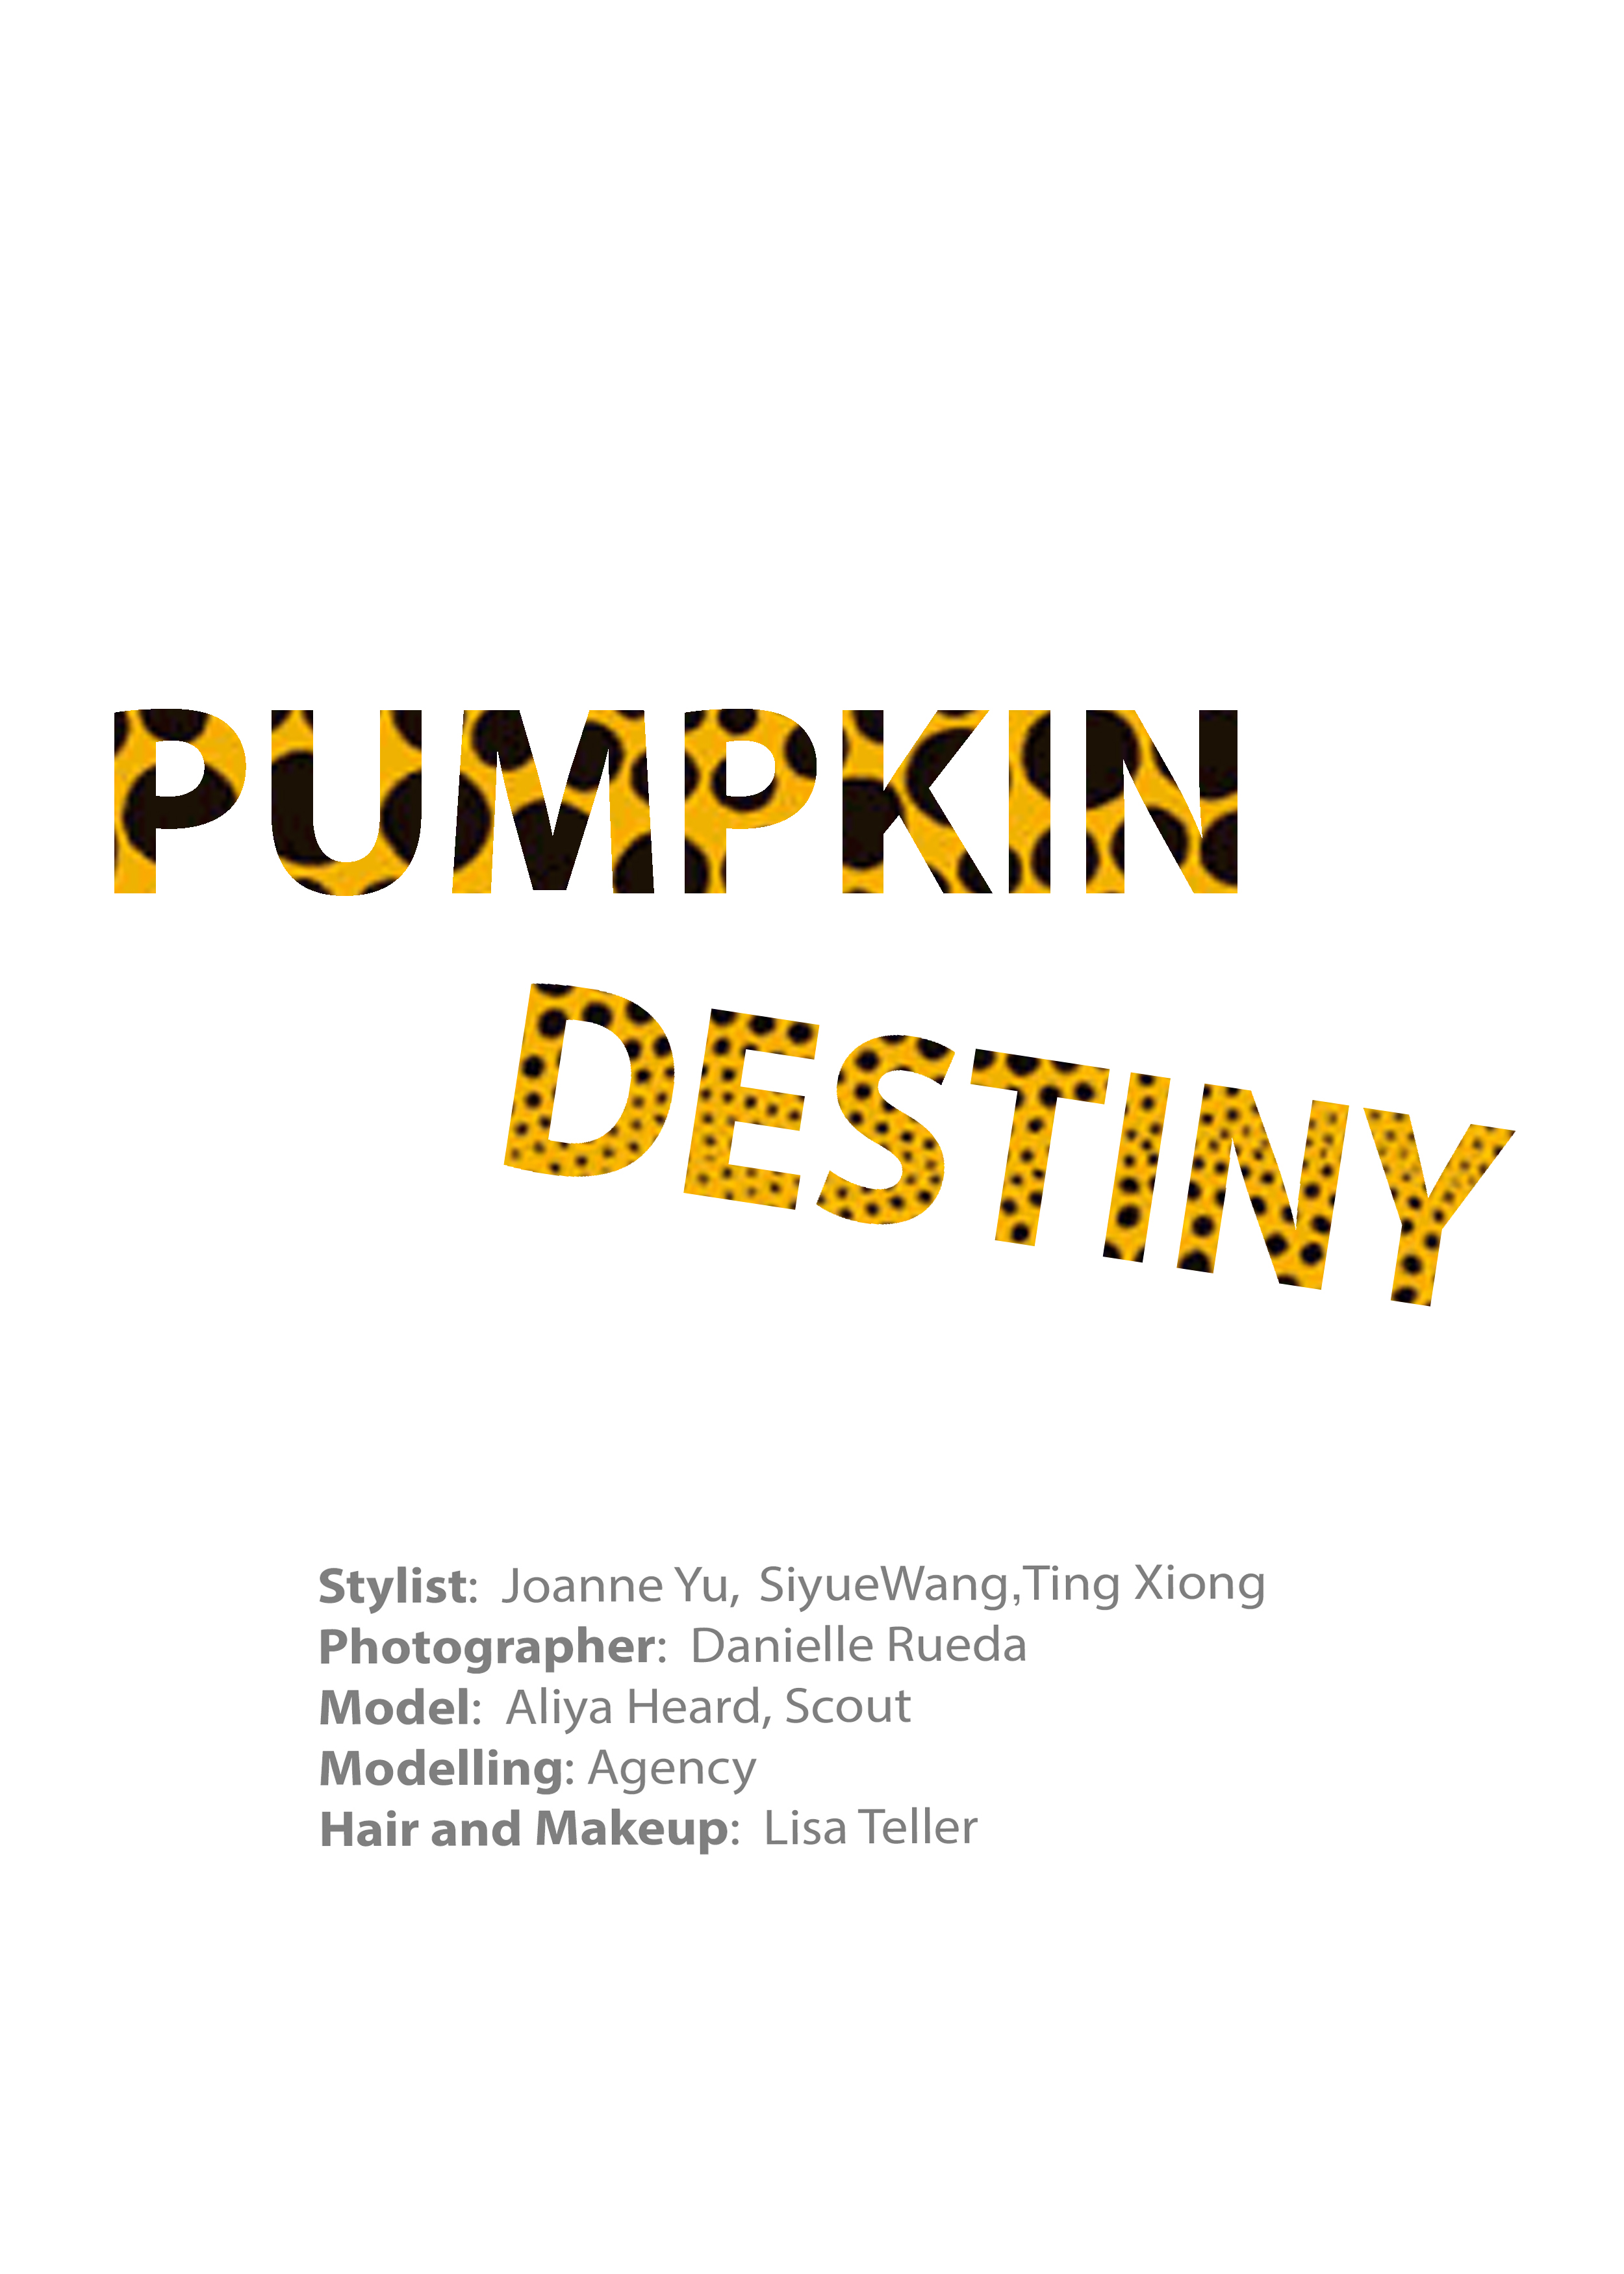 PUMPKIN
DESTINY
Stylist: Joanne Yu, SiyueWang,Ting Xiong
Photographer: Danielle Rueda
Model: Aliya Heard, Scout
Modelling: Agency
Hair and Makeup: Lisa Teller